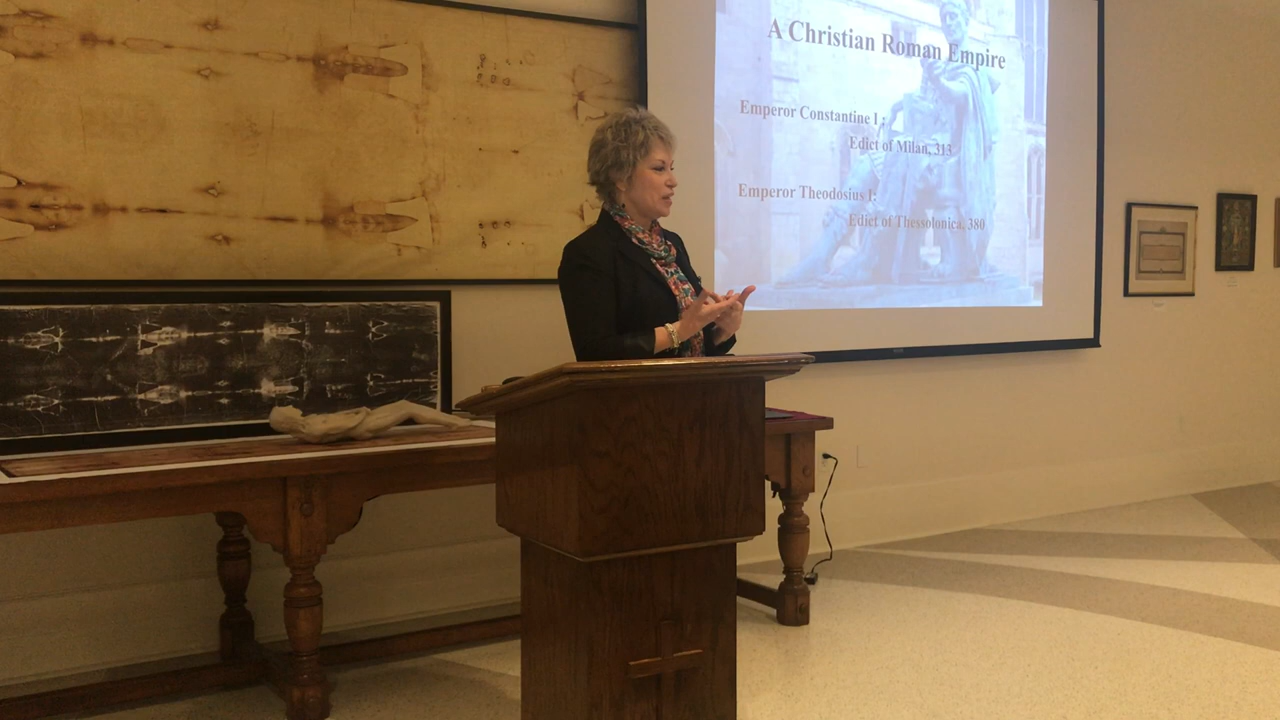 A Christian Roman Empire
Emperor Constantine I :
Edict of Milan, 313
Emperor Theodosius I:
Edict of Thessolonica, 380